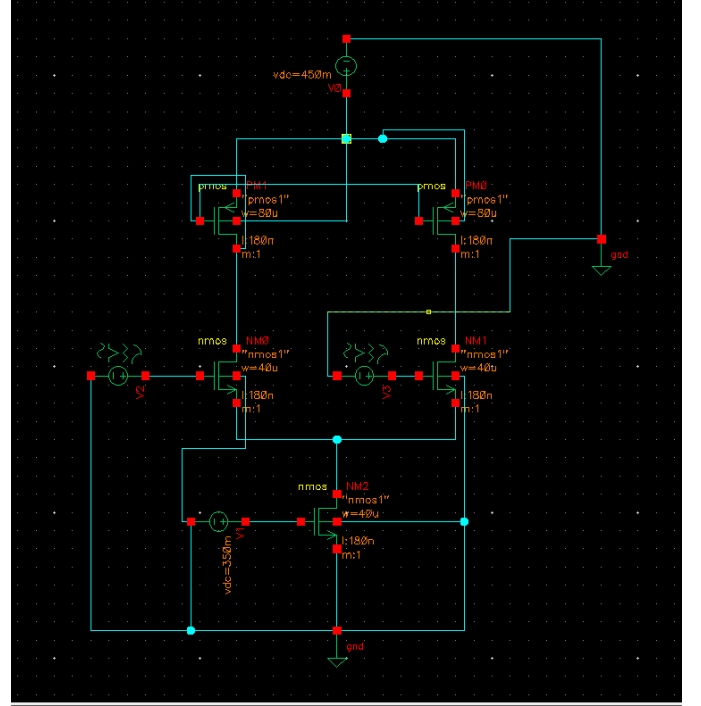 vdc=450m
V0
pmos PM1
"pmos1"
w=80u
l:180n
m:1
pmos PM0
"pmos1"
w=80u
l:180n
m:1
gnd
nmos NM0
"nmos1"
w=40u
l:180n
m:1
V2
nmos NM1
"nmos1"
w=40u
l:180n
m:1
V3
nmos NM2
"nmos1"
w=40u
l:180n
m:1
V1
vdc=350m
gnd